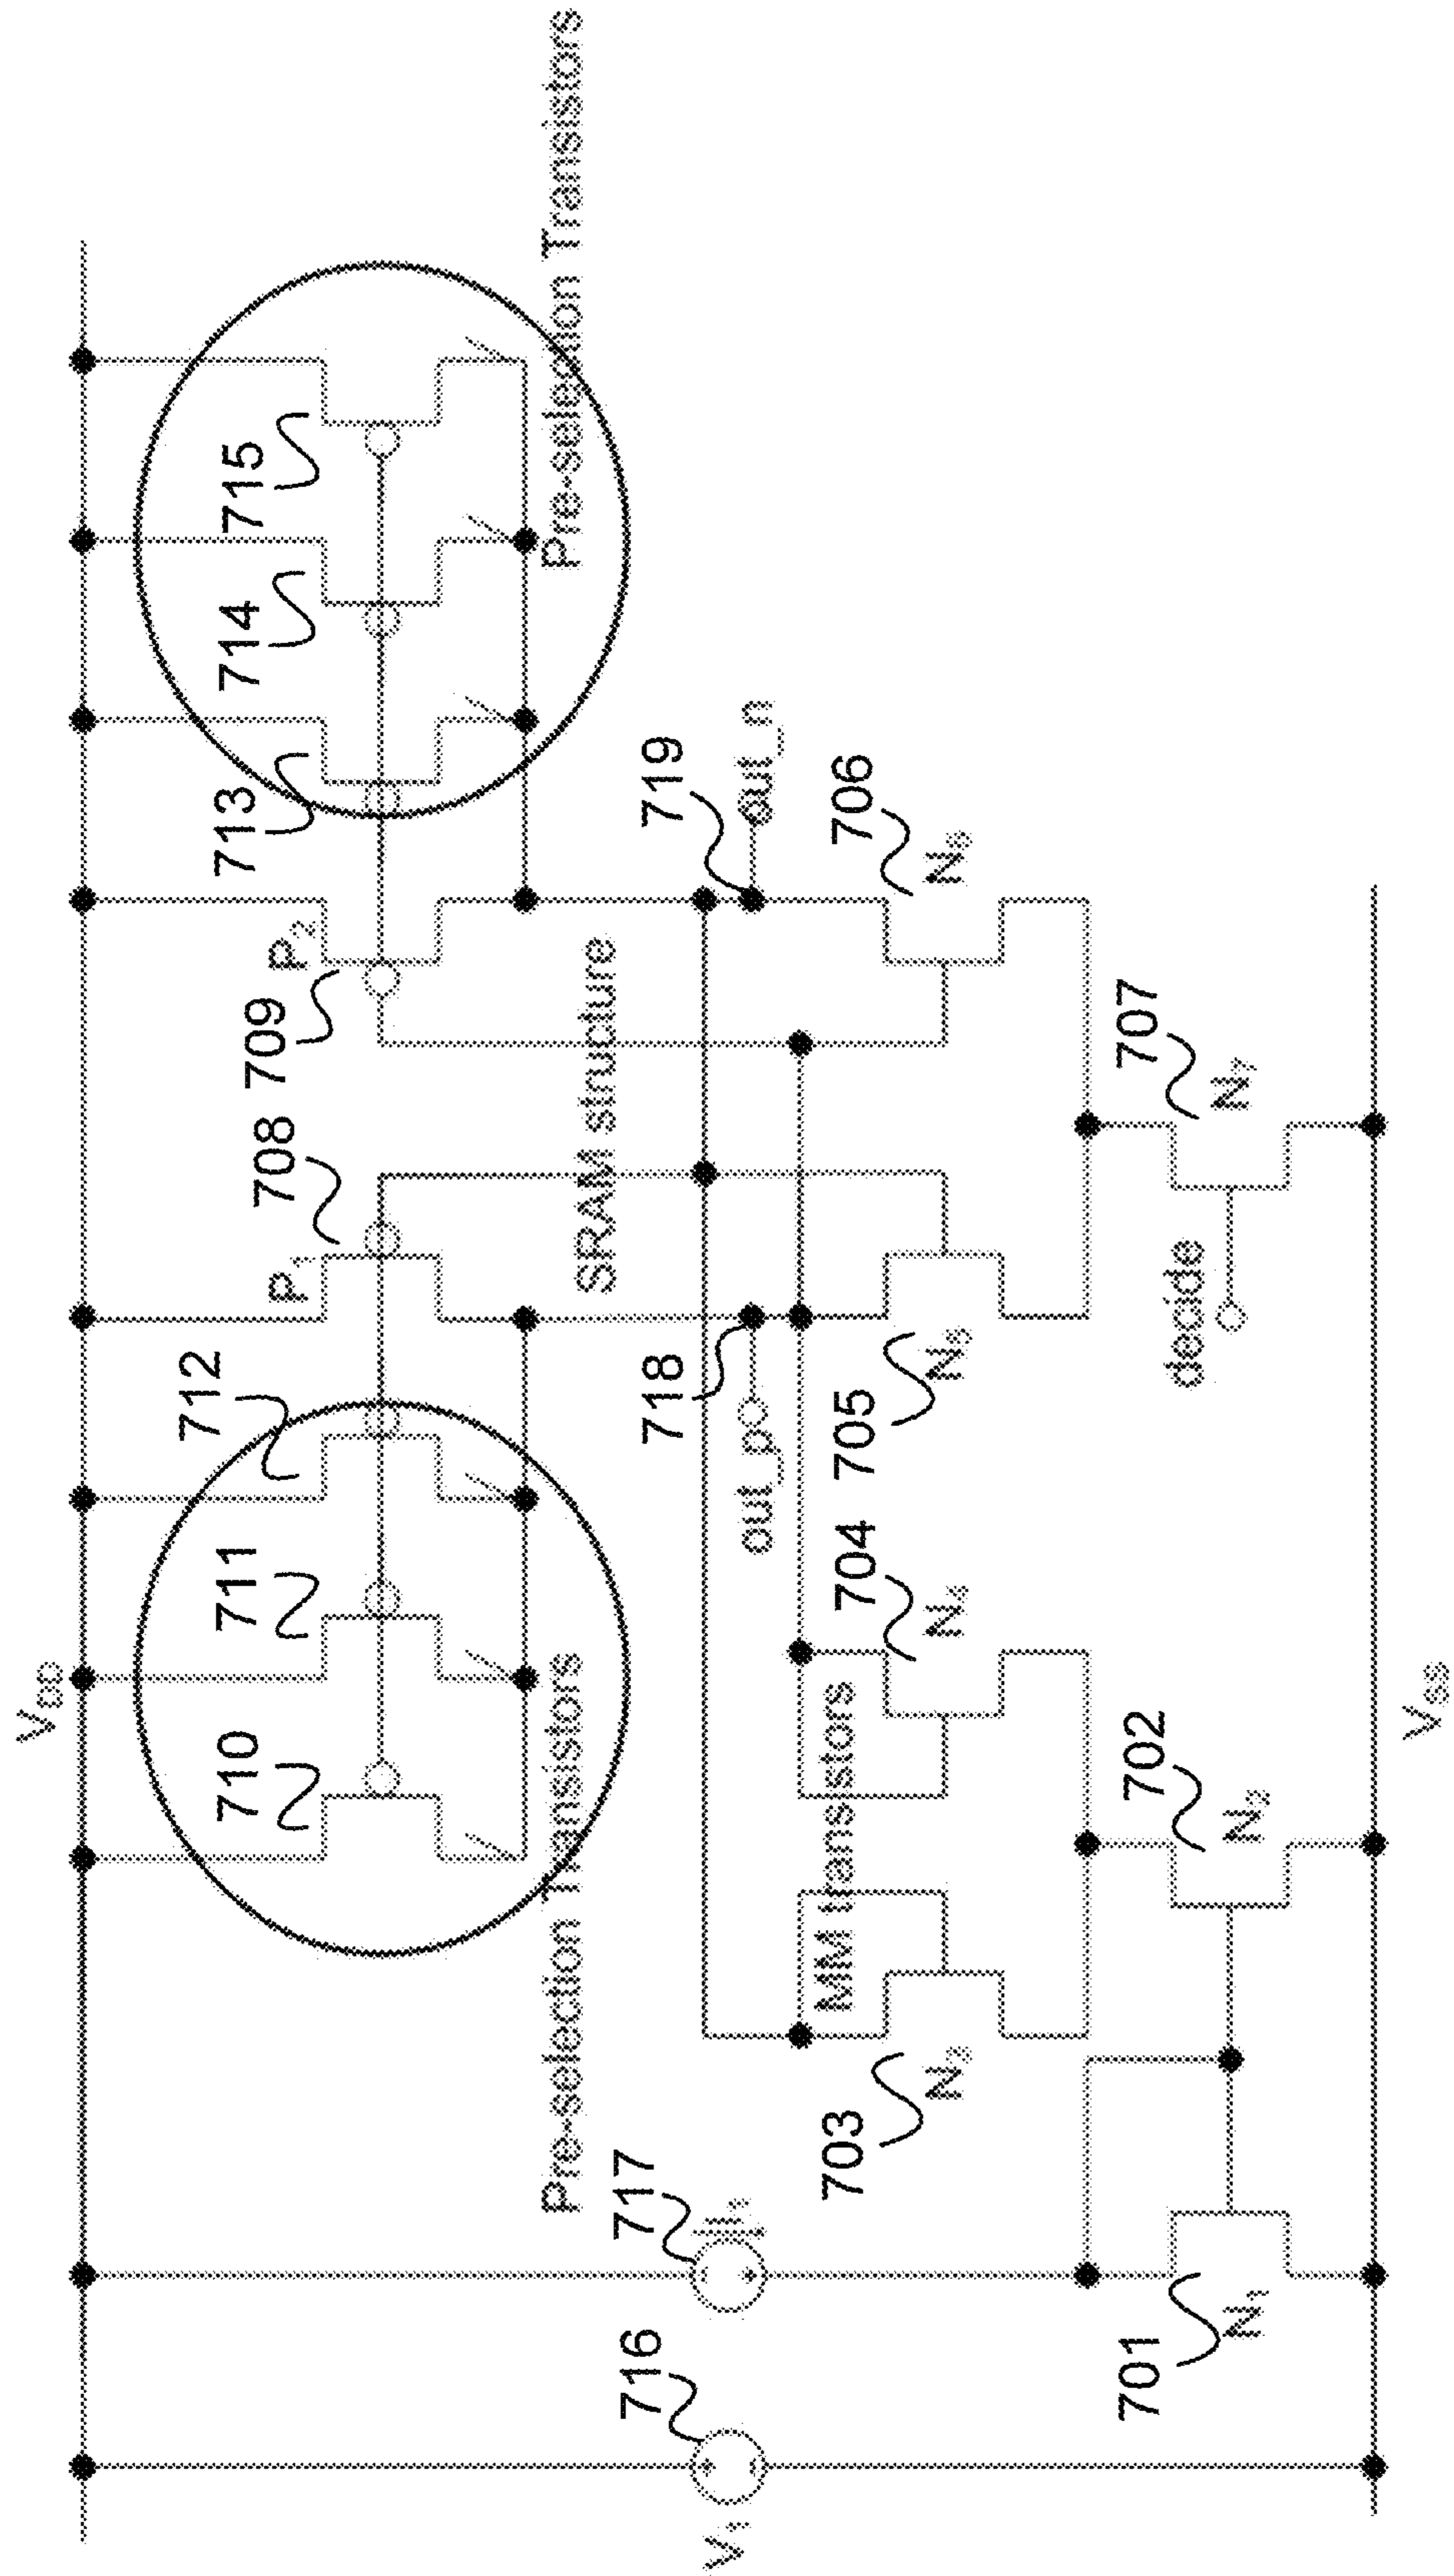 V_DD
Pre-selection Transistors
Pre-selection Transistors
710
711
712
708
P₁
709
P₂
713
714
715
SRAM structure
716
V₁
717
I₁
718
out_p
719
out_n
703
N₃
MM transistors
704
N₄
705
N₅
706
N₆
701
N₁
702
N₂
decide
707
N₇
V_SS